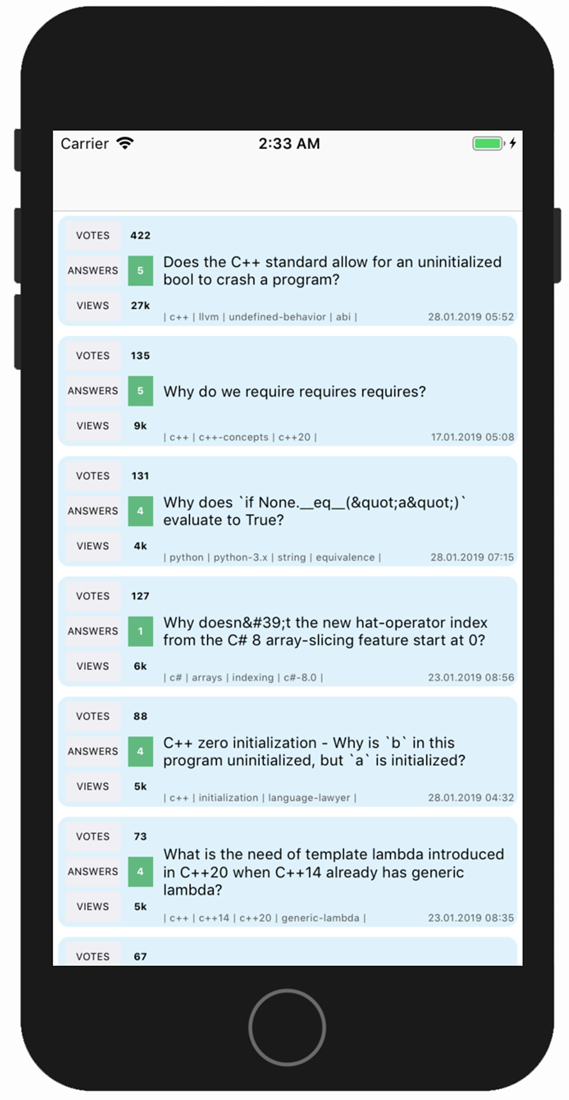 Carrier 2:33 AM
VOTES 422
ANSWERS 5
Does the C++ standard allow for an uninitialized
bool to crash a program?
VIEWS 27k
| c++ | llvm | undefined-behavior | abi | 28.01.2019 05:52
VOTES 135
ANSWERS 5
Why do we require requires requires?
VIEWS 9k
| c++ | c++-concepts | c++20 | 17.01.2019 05:08
VOTES 131
ANSWERS 4
Why does `if None.__eq__(&quot;a&quot;)`
evaluate to True?
VIEWS 4k
| python | python-3.x | string | equivalence | 28.01.2019 07:15
VOTES 127
ANSWERS 1
Why doesn&#39;t the new hat-operator index
from the C# 8 array-slicing feature start at 0?
VIEWS 6k
| c# | arrays | indexing | c#-8.0 | 23.01.2019 08:56
VOTES 88
ANSWERS 4
C++ zero initialization - Why is `b` in this
program uninitialized, but `a` is initialized?
VIEWS 5k
| c++ | initialization | language-lawyer | 28.01.2019 04:32
VOTES 73
ANSWERS 4
What is the need of template lambda introduced
in C++20 when C++14 already has generic
lambda?
VIEWS 5k
| c++ | c++14 | c++20 | generic-lambda | 23.01.2019 08:35
VOTES 67